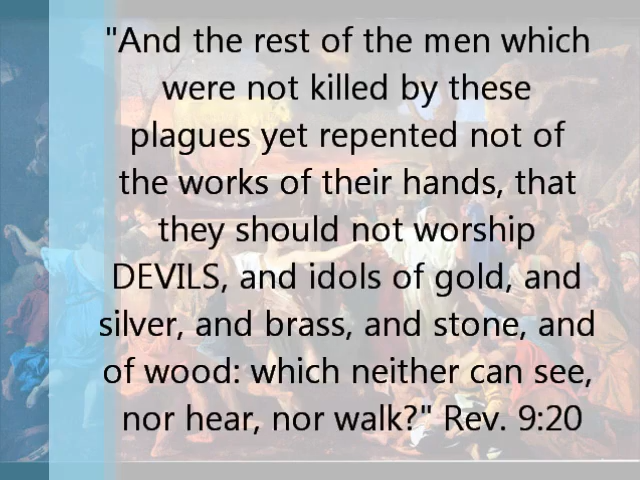 "And the rest of the men which
were not killed by these
plagues yet repented not of
the works of their hands, that
they should not worship
DEVILS, and idols of gold, and
silver, and brass, and stone, and
of wood: which neither can see,
nor hear, nor walk?" Rev. 9:20